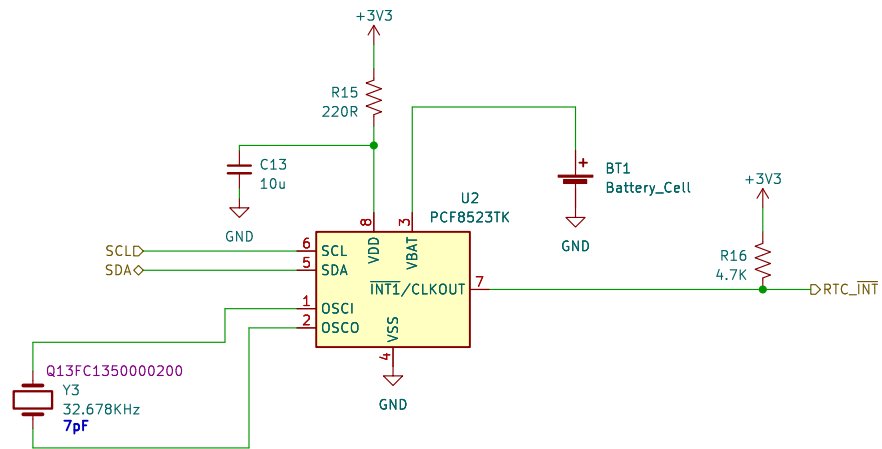 +3V3
R15
220R
C13
10u
GND
BT1
Battery_Cell
GND
+3V3
R16
4.7K
U2
PCF8523TK
8
3
VDD
VBAT
SCL
6
SCL
SDA
5
SDA
INT1/CLKOUT
7
RTC_INT
1
OSCI
2
OSCO
VSS
4
GND
Q13FC1350000200
Y3
32.678KHz
7pF